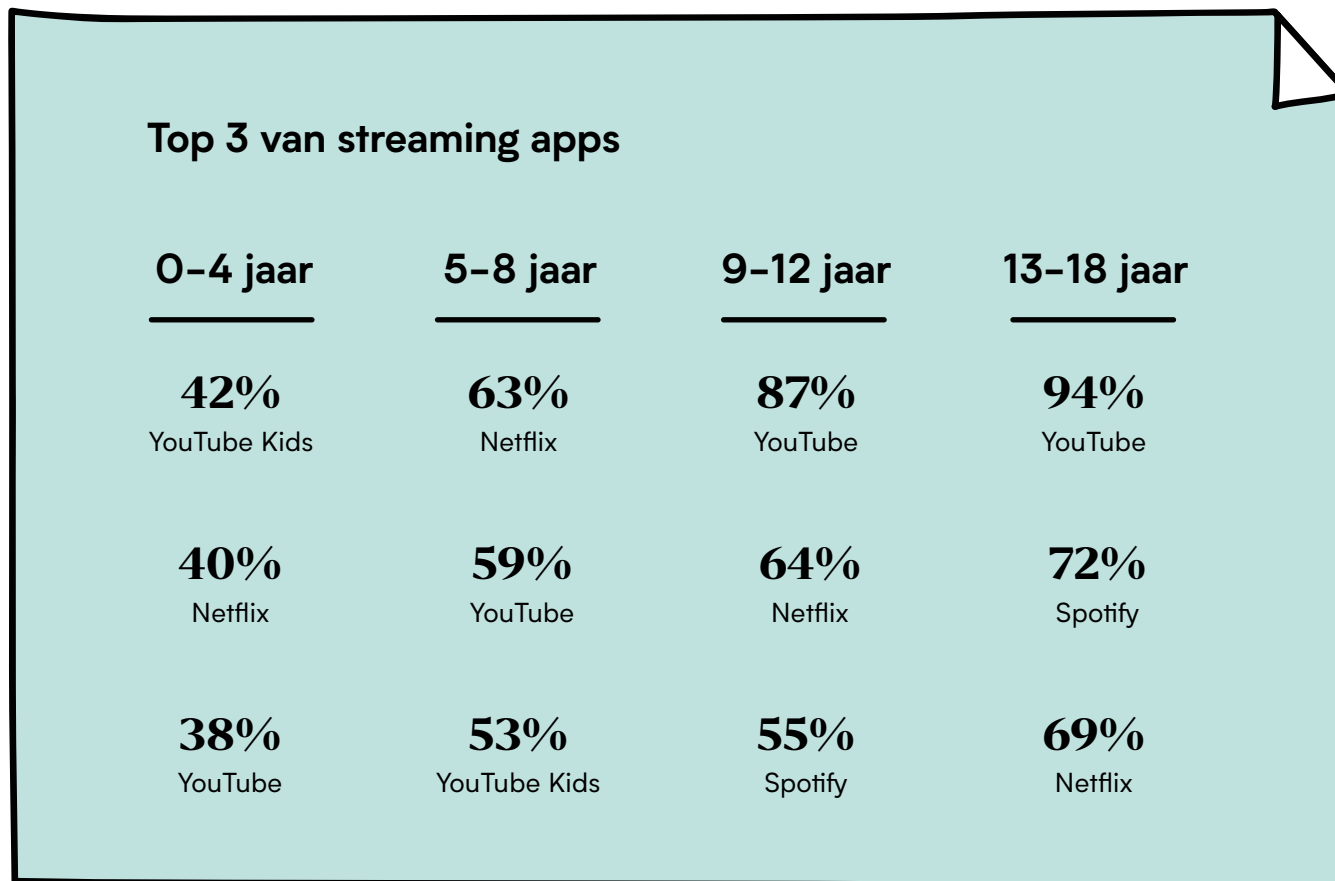 Top 3 van streaming apps
0–4 jaar 5–8 jaar 9–12 jaar 13–18 jaar
42% 63% 87% 94%
YouTube Kids Netflix YouTube YouTube
40% 59% 64% 72%
Netflix YouTube Netflix Spotify
38% 53% 55% 69%
YouTube YouTube Kids Spotify Netflix